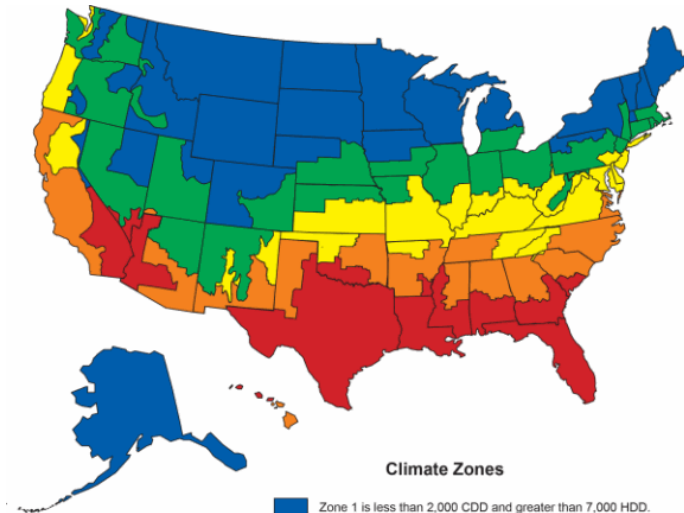 Climate Zones
Zone 1 is less than 2,000 CDD and greater than 7,000 HDD.